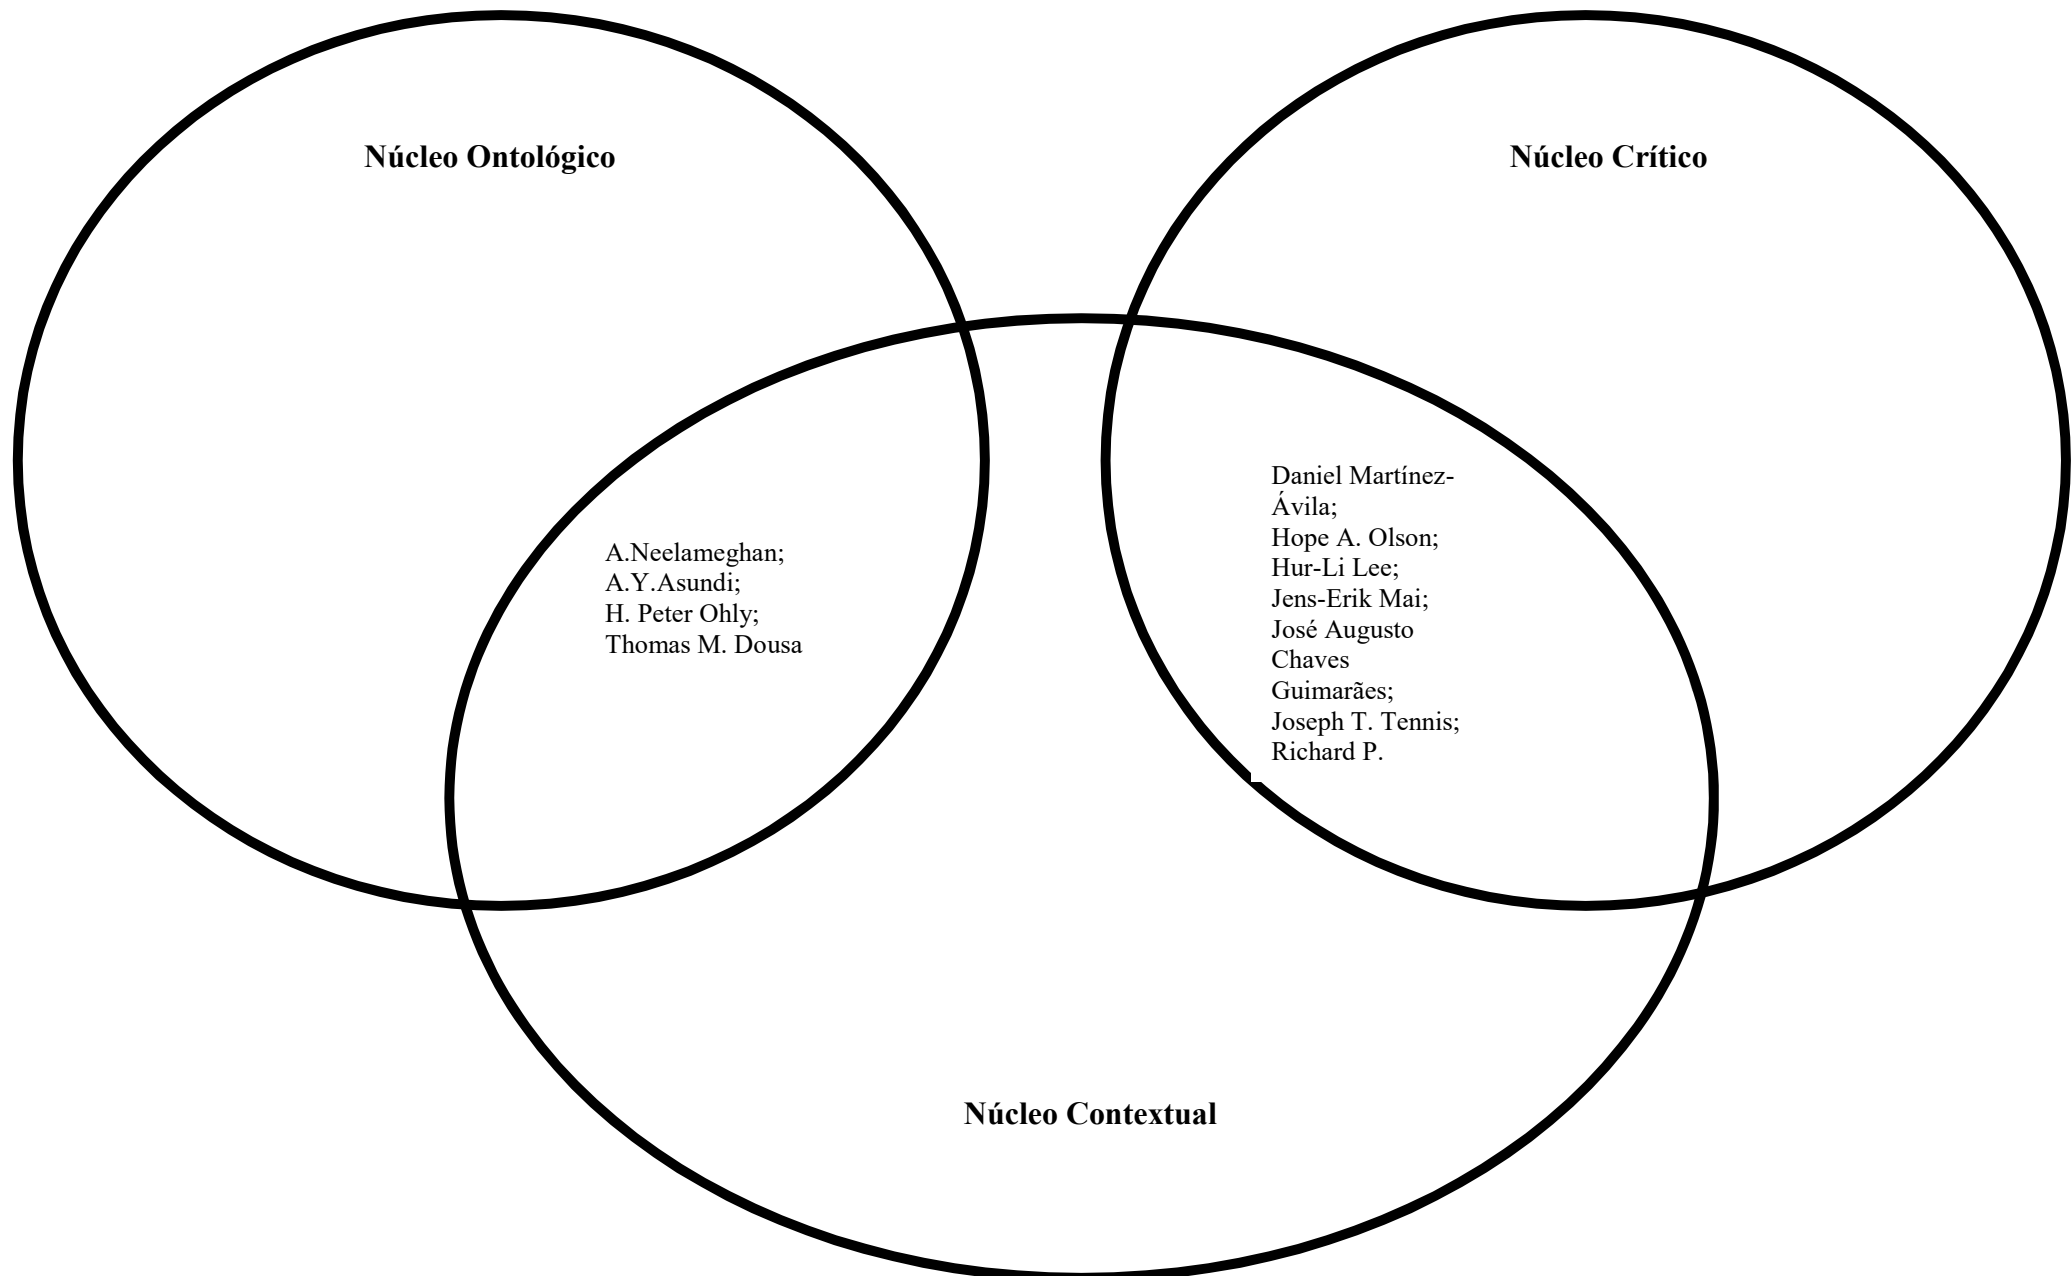 Núcleo Ontológico
Núcleo Crítico
A.Neelameghan;
A.Y.Asundi;
H. Peter Ohly;
Thomas M. Dousa
Daniel Martínez-
Ávila;
Hope A. Olson;
Hur-Li Lee;
Jens-Erik Mai;
José Augusto
Chaves
Guimarães;
Joseph T. Tennis;
Richard P.
Núcleo Contextual